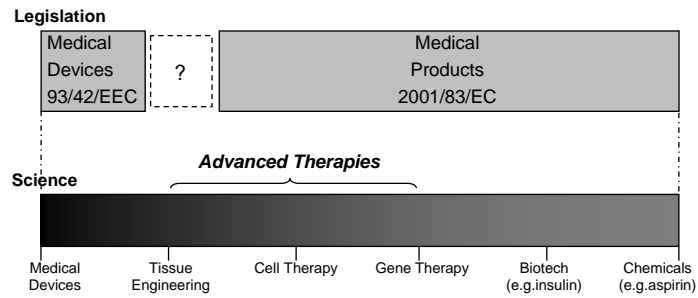 Legislation
Medical
Devices
93/42/EEC
?
Medical
Products
2001/83/EC
Advanced Therapies
Science
Medical
Devices
Tissue
Engineering
Cell Therapy
Gene Therapy
Biotech
(e.g.insulin)
Chemicals
(e.g.aspirin)